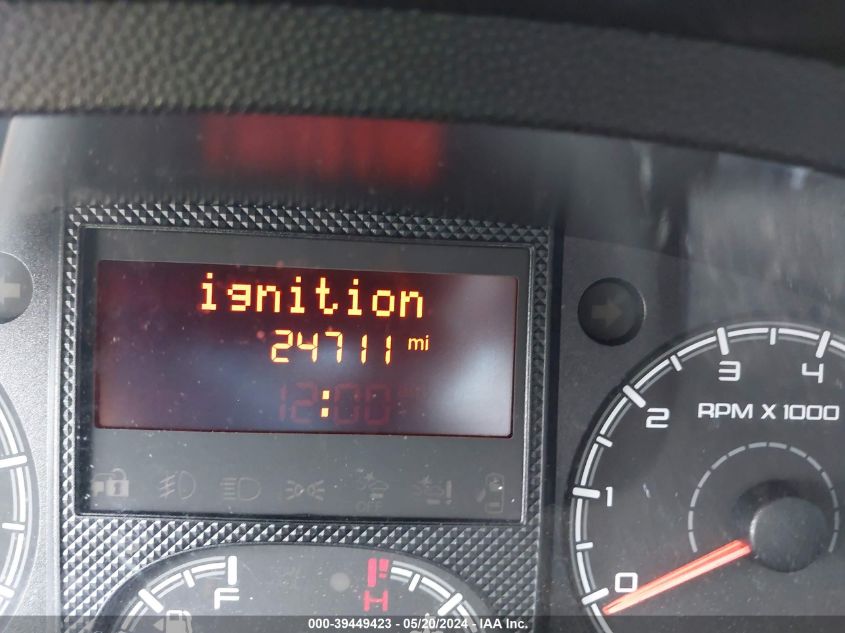 ignition
24711 mi
12:00
3 4
2 RPM X 1000
1
OFF
0
F H
000-39449423 - 05/20/2024 - IAA Inc.